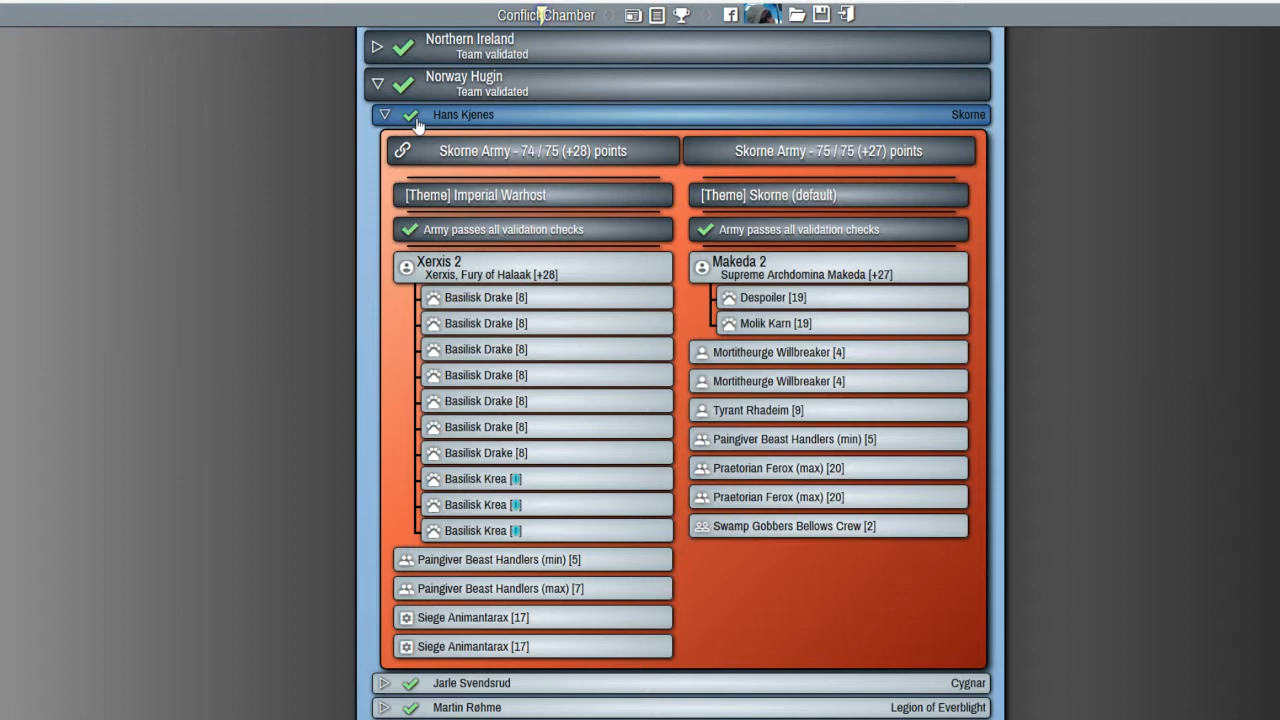 Conflict Chamber
Northern Ireland
Team validated
Norway Hugin
Team validated
Hans Kjenes
Skorne
Skorne Army - 74 / 75 (+28) points
[Theme] Imperial Warhost
Army passes all validation checks
Xerxis 2
Xerxis, Fury of Halaak [+28]
Basilisk Drake [8]
Basilisk Drake [8]
Basilisk Drake [8]
Basilisk Drake [8]
Basilisk Drake [8]
Basilisk Drake [8]
Basilisk Drake [8]
Basilisk Krea
Basilisk Krea
Basilisk Krea
Paingiver Beast Handlers (min) [5]
Paingiver Beast Handlers (max) [7]
Siege Animantarax [17]
Siege Animantarax [17]
Skorne Army - 75 / 75 (+27) points
[Theme] Skorne (default)
Army passes all validation checks
Makeda 2
Supreme Archdomina Makeda [+27]
Despoiler [19]
Molik Karn [19]
Mortitheurge Willbreaker [4]
Mortitheurge Willbreaker [4]
Tyrant Rhadeim [9]
Paingiver Beast Handlers (min) [5]
Praetorian Ferox (max) [20]
Praetorian Ferox (max) [20]
Swamp Gobbers Bellows Crew [2]
Jarle Svendsrud
Cygnar
Martin Røhme
Legion of Everblight